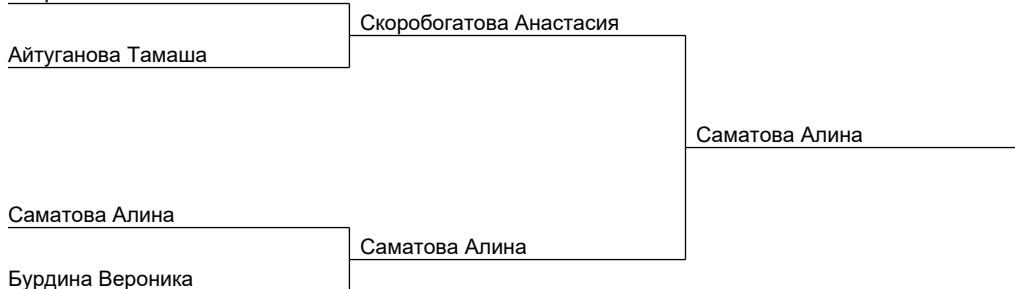 Скоробогатова Анастасия
Айтуганова Тамаша
Саматова Алина
Саматова Алина
Саматова Алина
Бурдина Вероника